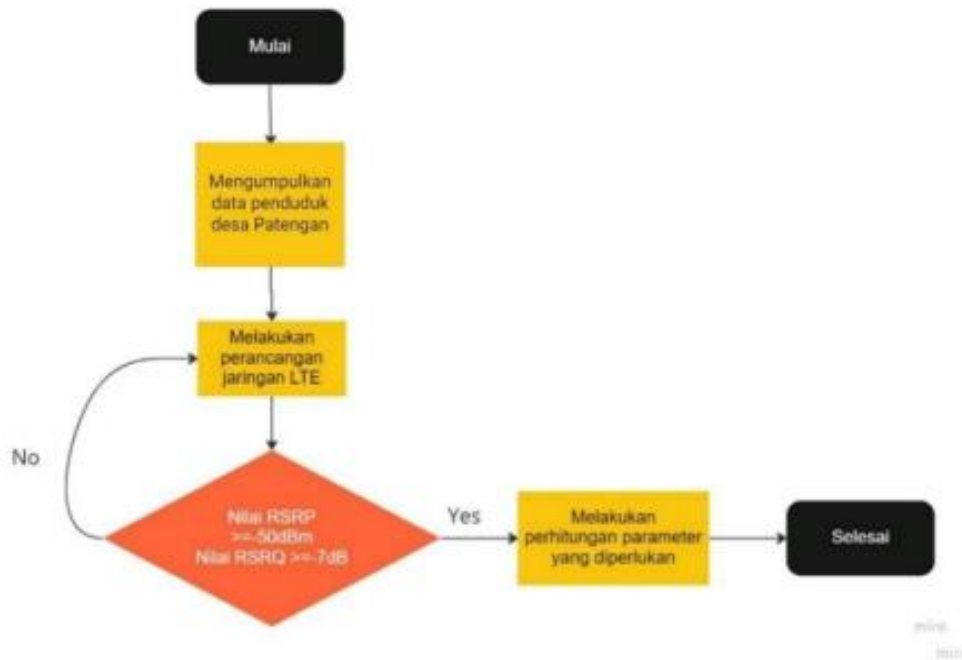 Mulai
Mengumpulkan
data penduduk
desa Patengan
Melakukan
perancangan
jaringan LTE
No
Nilai RSRP
>=-50dBm
Nilai RSRQ >=-7dB
Yes
Melakukan
perhitungan parameter
yang diperlukan
Selesai
miro